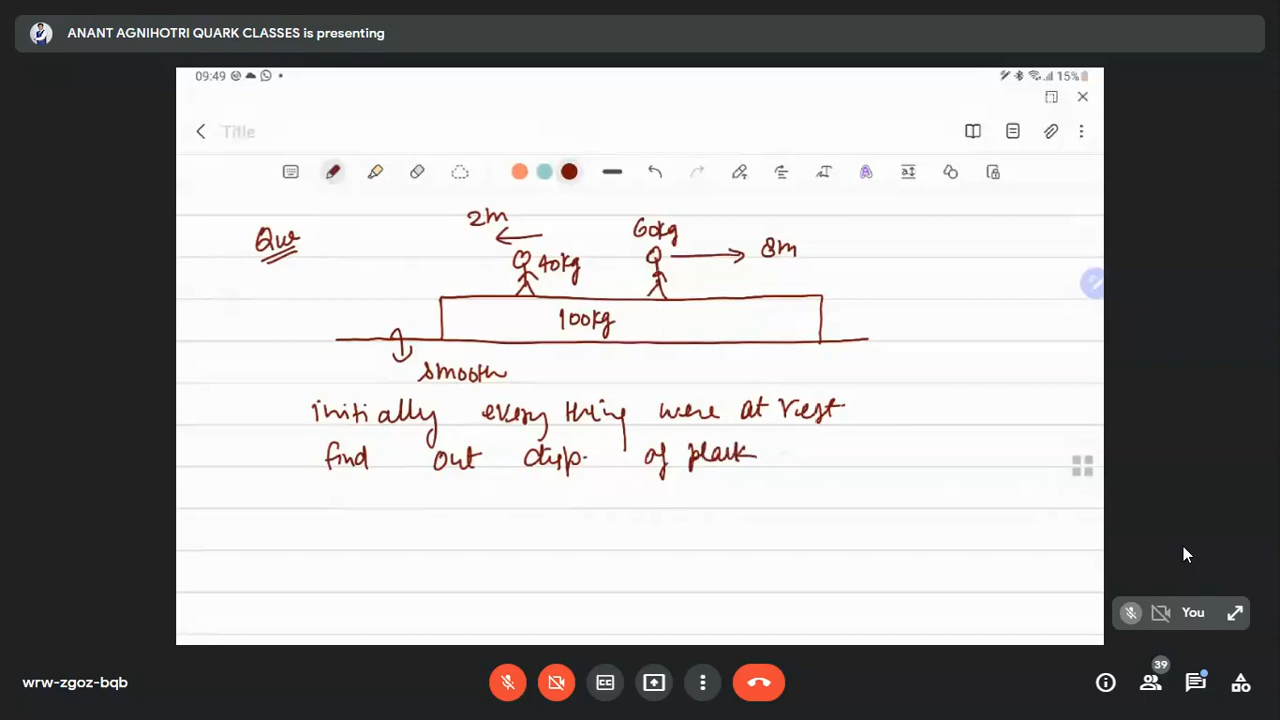 ANANT AGNIHOTRI QUARK CLASSES is presenting
09:49
15%
Title
Que
2m
60kg
8m
40kg
100kg
smooth
initially every thing were at rest
find out disp. of plank
You
wrw-zgoz-bqb
CC
39